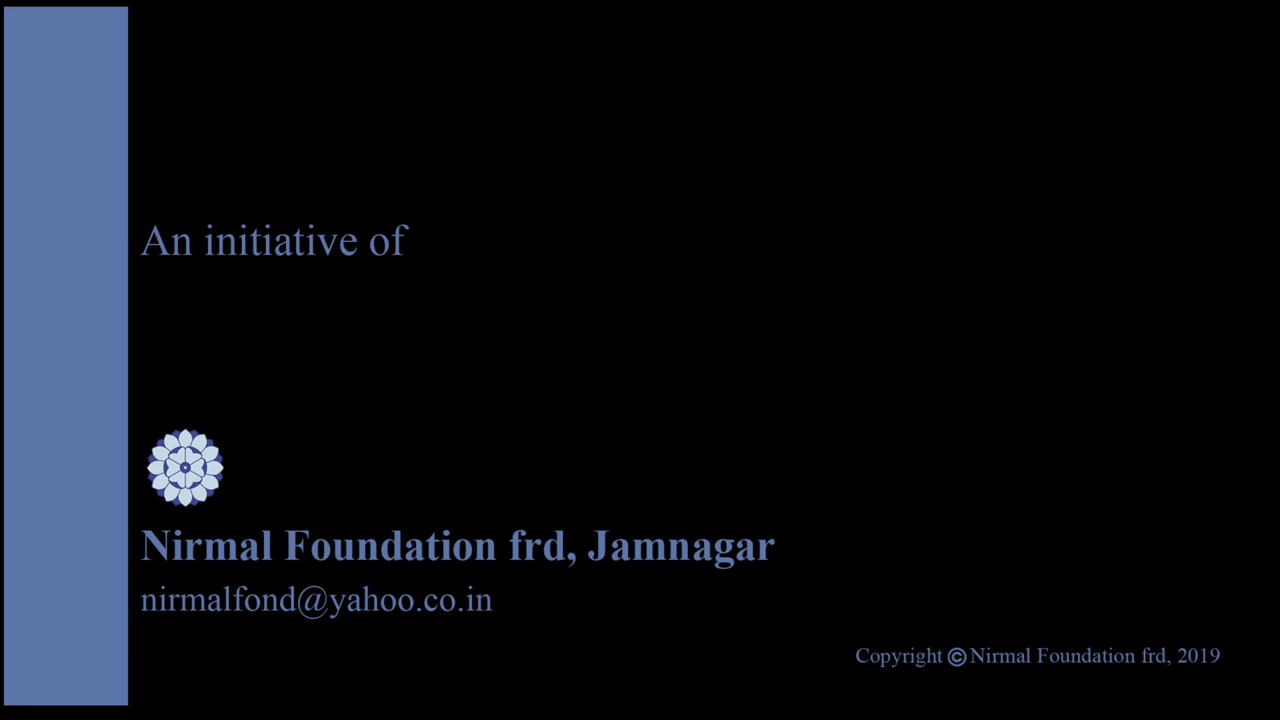 An initiative of
Nirmal Foundation frd, Jamnagar
nirmalfond@yahoo.co.in
Copyright © Nirmal Foundation frd, 2019